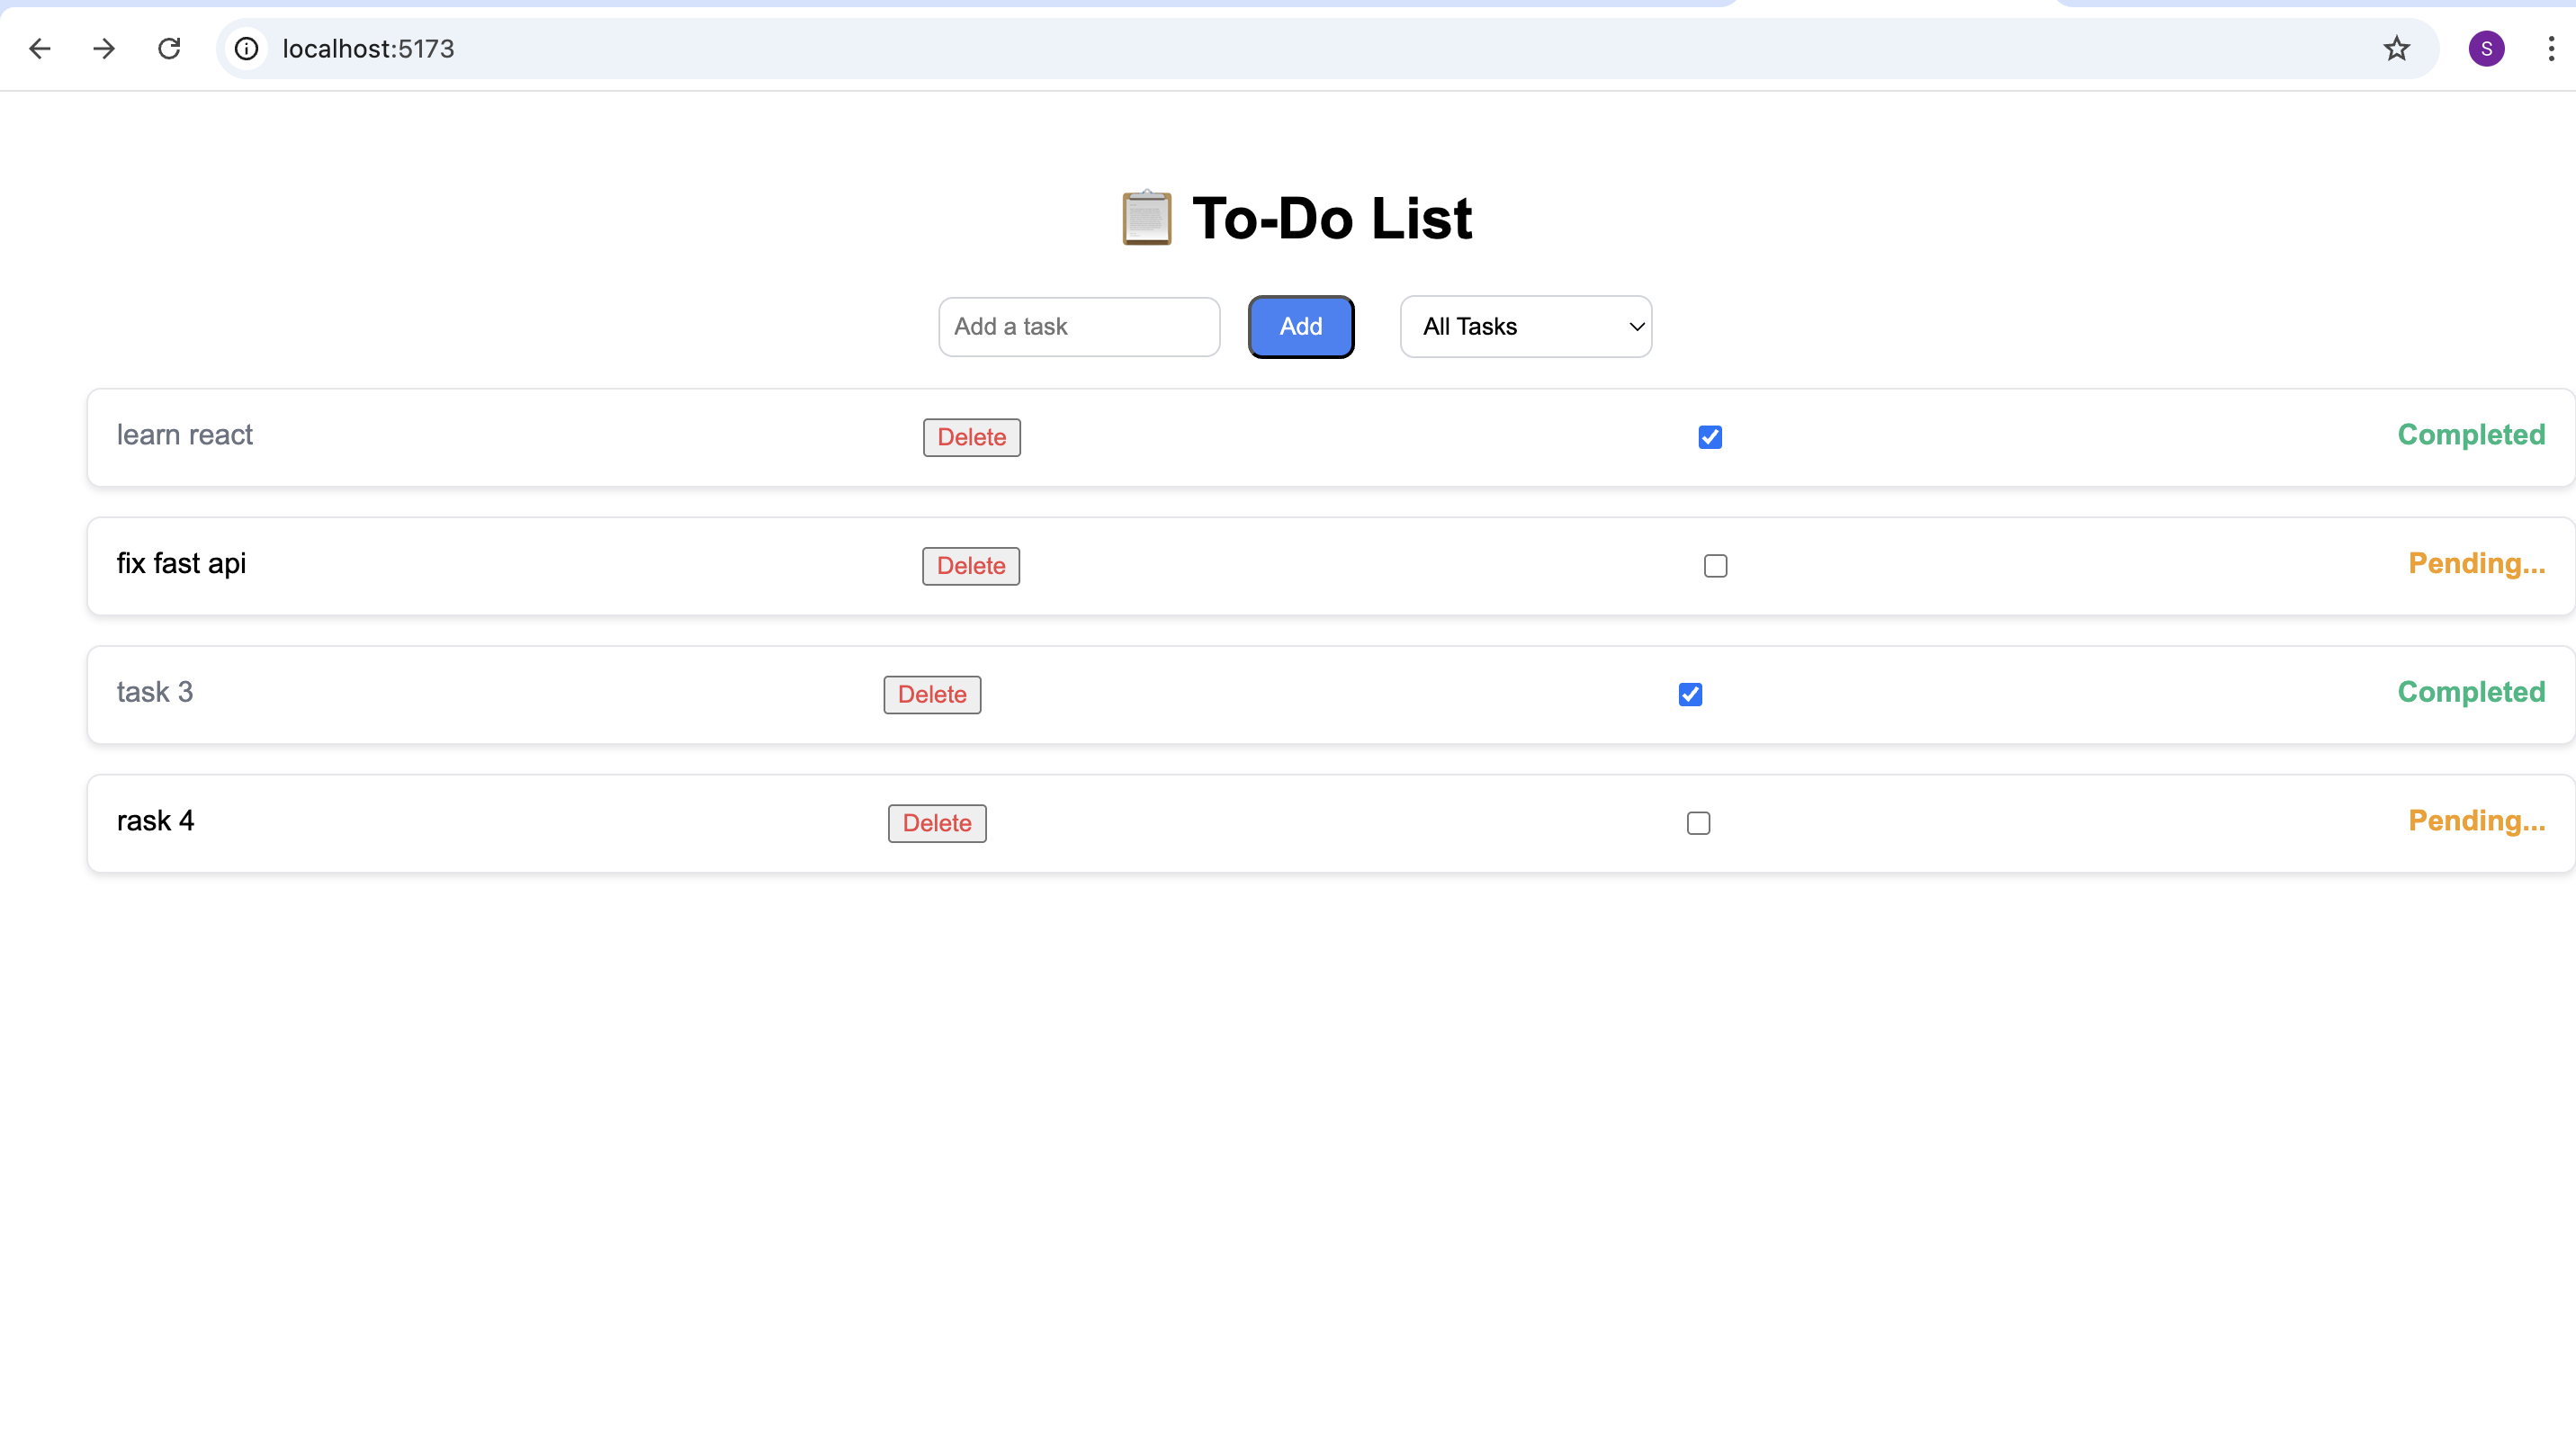 localhost:5173
S
📋 To-Do List
Add a task Add All Tasks
learn react Delete Completed
fix fast api Delete Pending...
task 3 Delete Completed
rask 4 Delete Pending...